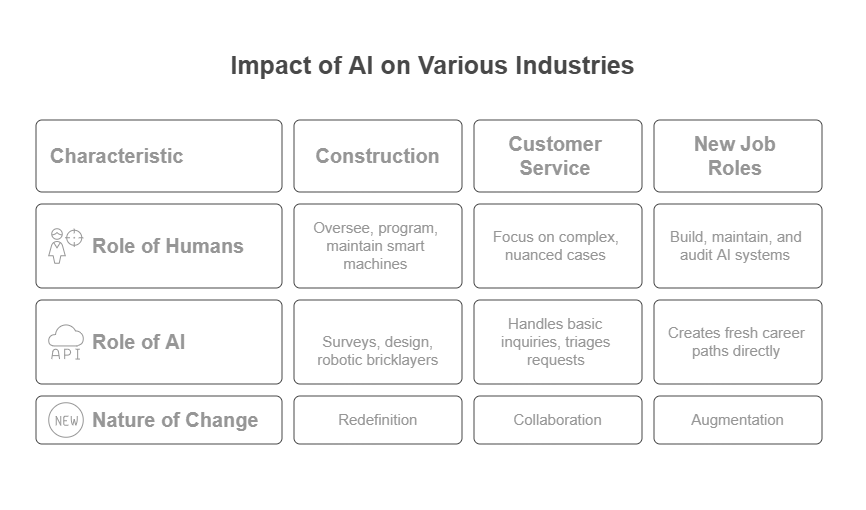 Impact of AI on Various Industries
Characteristic
Construction
Customer
Service
New Job
Roles
Role of Humans
Oversee, program,
maintain smart
machines
Focus on complex,
nuanced cases
Build, maintain, and
audit AI systems
API
Role of AI
Surveys, design,
robotic bricklayers
Handles basic
inquiries, triages
requests
Creates fresh career
paths directly
NEW
Nature of Change
Redefinition
Collaboration
Augmentation